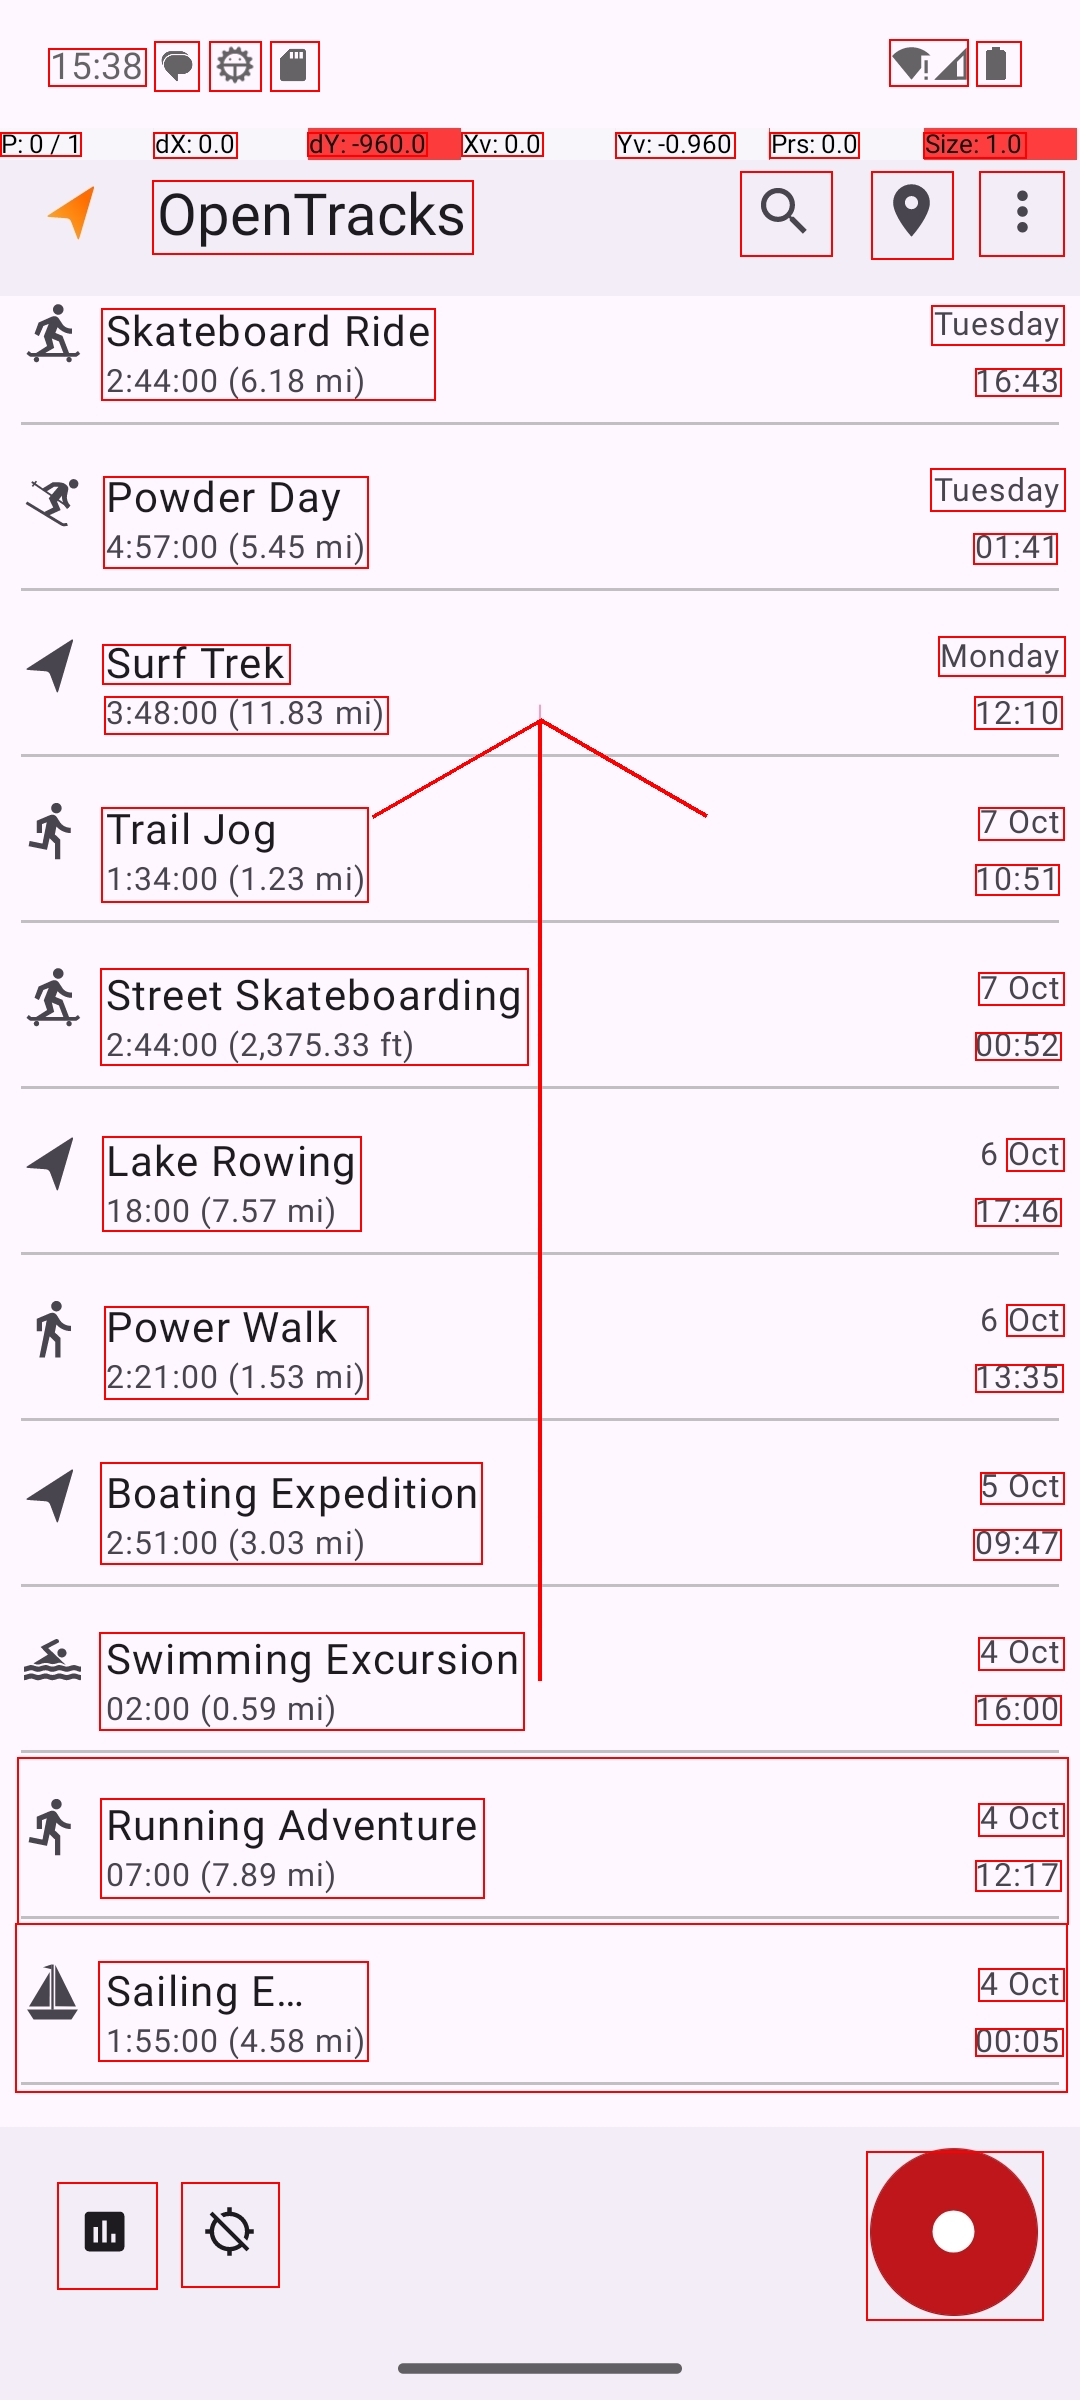 15:38
P: 0 / 1 dX: 0.0 dY: -960.0 Xv: 0.0 Yv: -0.960 Prs: 0.0 Size: 1.0
OpenTracks
Skateboard Ride Tuesday
2:44:00 (6.18 mi) 16:43
Powder Day Tuesday
4:57:00 (5.45 mi) 01:41
Surf Trek Monday
3:48:00 (11.83 mi) 12:10
Trail Jog 7 Oct
1:34:00 (1.23 mi) 10:51
Street Skateboarding 7 Oct
2:44:00 (2,375.33 ft) 00:52
Lake Rowing 6 Oct
18:00 (7.57 mi) 17:46
Power Walk 6 Oct
2:21:00 (1.53 mi) 13:35
Boating Expedition 5 Oct
2:51:00 (3.03 mi) 09:47
Swimming Excursion 4 Oct
02:00 (0.59 mi) 16:00
Running Adventure 4 Oct
07:00 (7.89 mi) 12:17
Sailing E… 4 Oct
1:55:00 (4.58 mi) 00:05